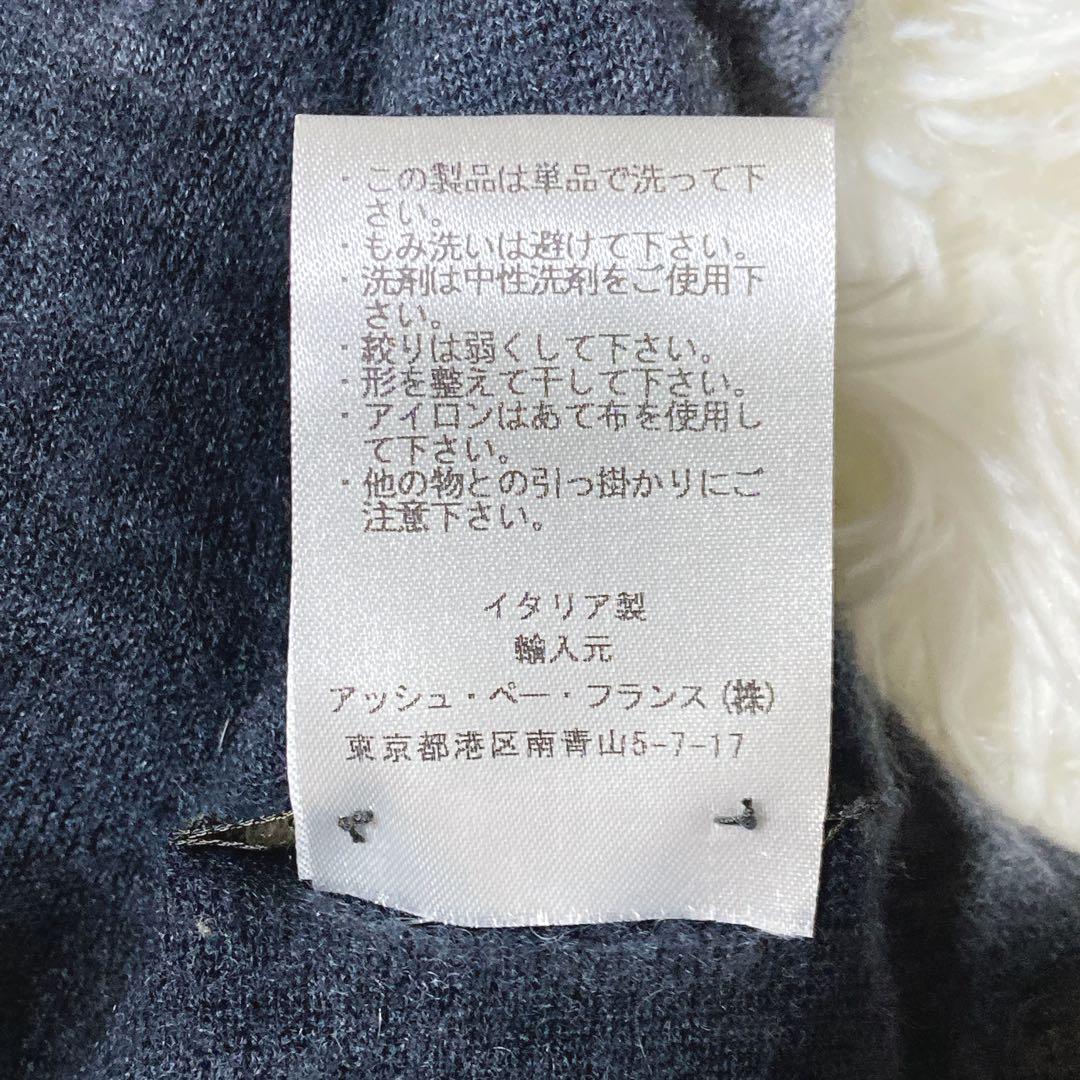 ・この製品は単品で洗って下
さい。
・もみ洗いは避けて下さい。
・洗剤は中性洗剤をご使用下
さい。
・絞りは弱くして下さい。
・形を整えて干して下さい。
・アイロンはあて布を使用し
て下さい。
・他の物との引っ掛かりにご
注意下さい。
イタリア製
輸入元
アッシュ・ペー・フランス(株)
東京都港区南青山5-7-17